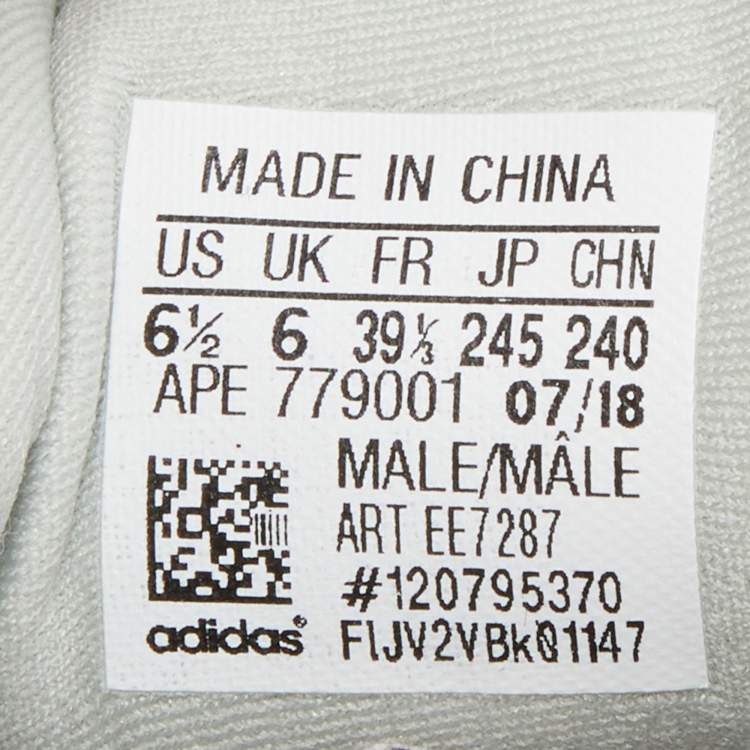 MADE IN CHINA
US UK FR JP CHN
6½ 6 39⅓ 245 240
APE 779001 07/18
MALE/MÂLE
ART EE7287
#120795370
adidas®